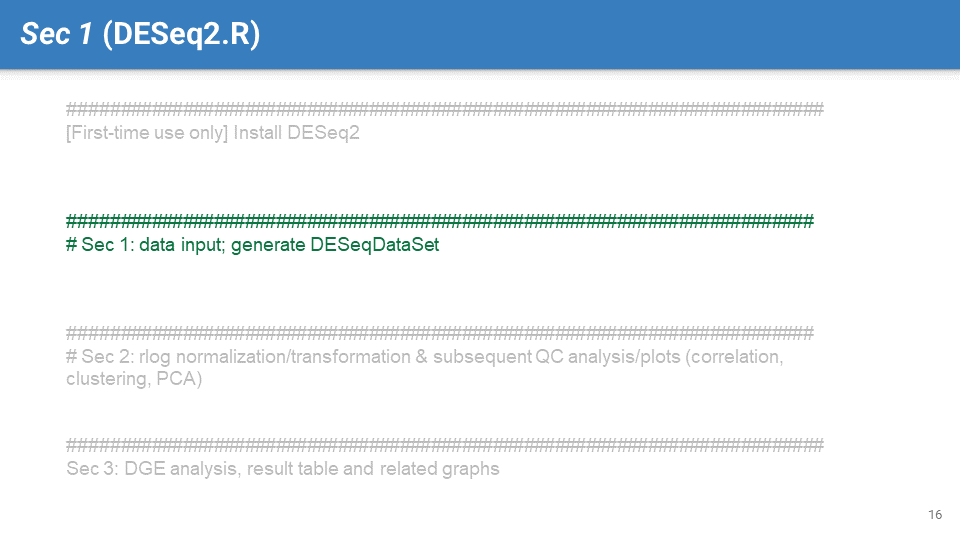 Sec 1 (DESeq2.R)
########################################################################
[First-time use only] Install DESeq2
#######################################################################
# Sec 1: data input; generate DESeqDataSet
#######################################################################
# Sec 2: rlog normalization/transformation & subsequent QC analysis/plots (correlation,
clustering, PCA)
########################################################################
Sec 3: DGE analysis, result table and related graphs
16